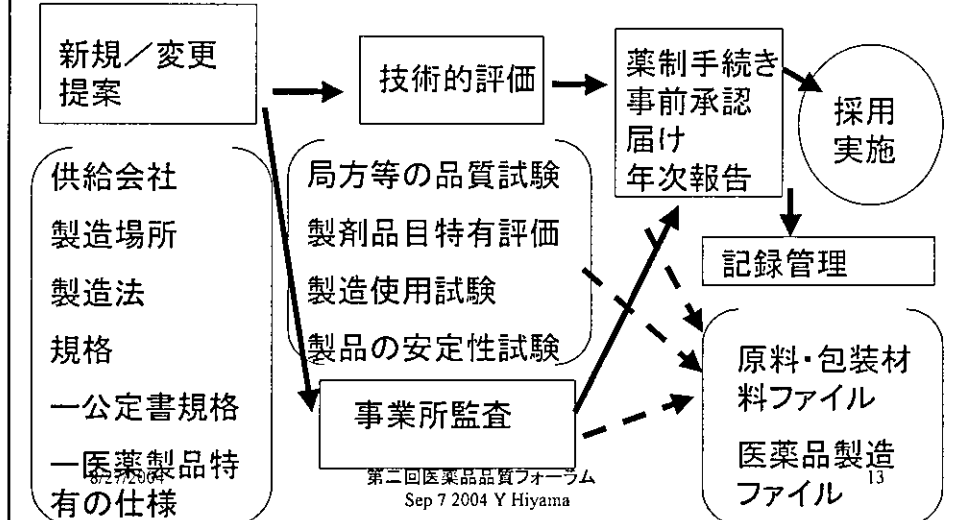 新規／変更
提案
技術的評価
薬制手続き
事前承認
届け
年次報告
採用
実施
供給会社
製造場所
製造法
規格
ー公定書規格
ー医薬製品特
有の仕様
局方等の品質試験
製剤品目特有評価
製造使用試験
製品の安定性試験
事業所監査
記録管理
原料・包装材
料ファイル
医薬品製造
ファイル
8/27/2004
第二回医薬品品質フォーラム
Sep 7 2004 Y Hiyama
13